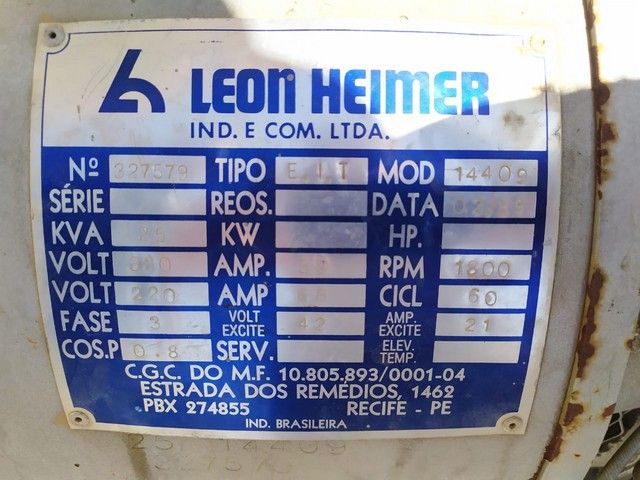 LEON HEIMER
IND. E COM. LTDA.
Nº 327579 TIPO E.I.T MOD 14409
SÉRIE REOS. DATA
KVA KW HP.
VOLT AMP. RPM 1800
VOLT 220 AMP CICL 60
FASE 3 VOLT EXCITE 42 AMP. EXCITE 21
COS.P 0.8 SERV. ELEV. TEMP.
C.G.C. DO M.F. 10.805.893/0001-04
ESTRADA DOS REMÉDIOS, 1462
PBX 274855 RECIFE - PE
IND. BRASILEIRA